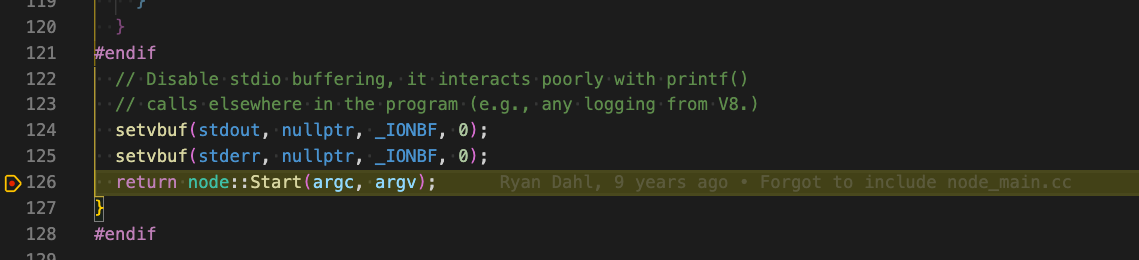 119 }
120 }
121 #endif
122 // Disable stdio buffering, it interacts poorly with printf()
123 // calls elsewhere in the program (e.g., any logging from V8.)
124 setvbuf(stdout, nullptr, _IONBF, 0);
125 setvbuf(stderr, nullptr, _IONBF, 0);
126 return node::Start(argc, argv); Ryan Dahl, 9 years ago • Forgot to include node_main.cc
127 }
128 #endif
129